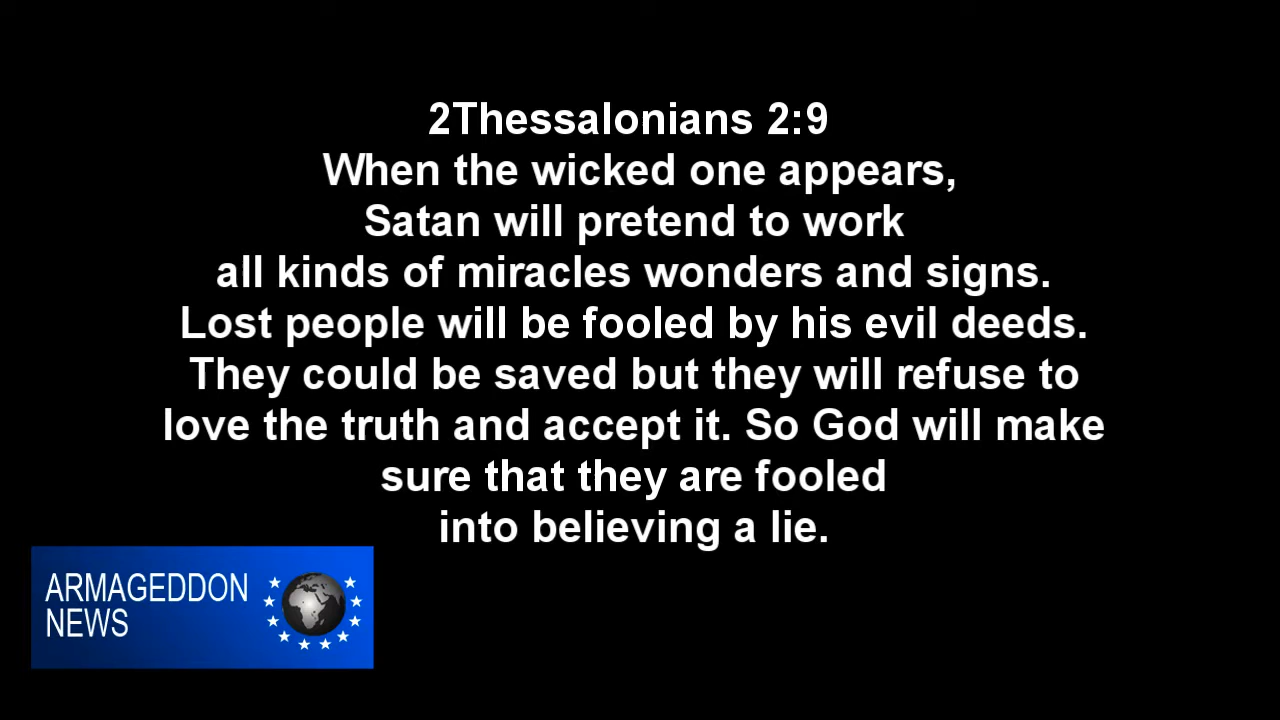 2Thessalonians 2:9
When the wicked one appears,
Satan will pretend to work
all kinds of miracles wonders and signs.
Lost people will be fooled by his evil deeds.
They could be saved but they will refuse to
love the truth and accept it. So God will make
sure that they are fooled
into believing a lie.
ARMAGEDDON
NEWS